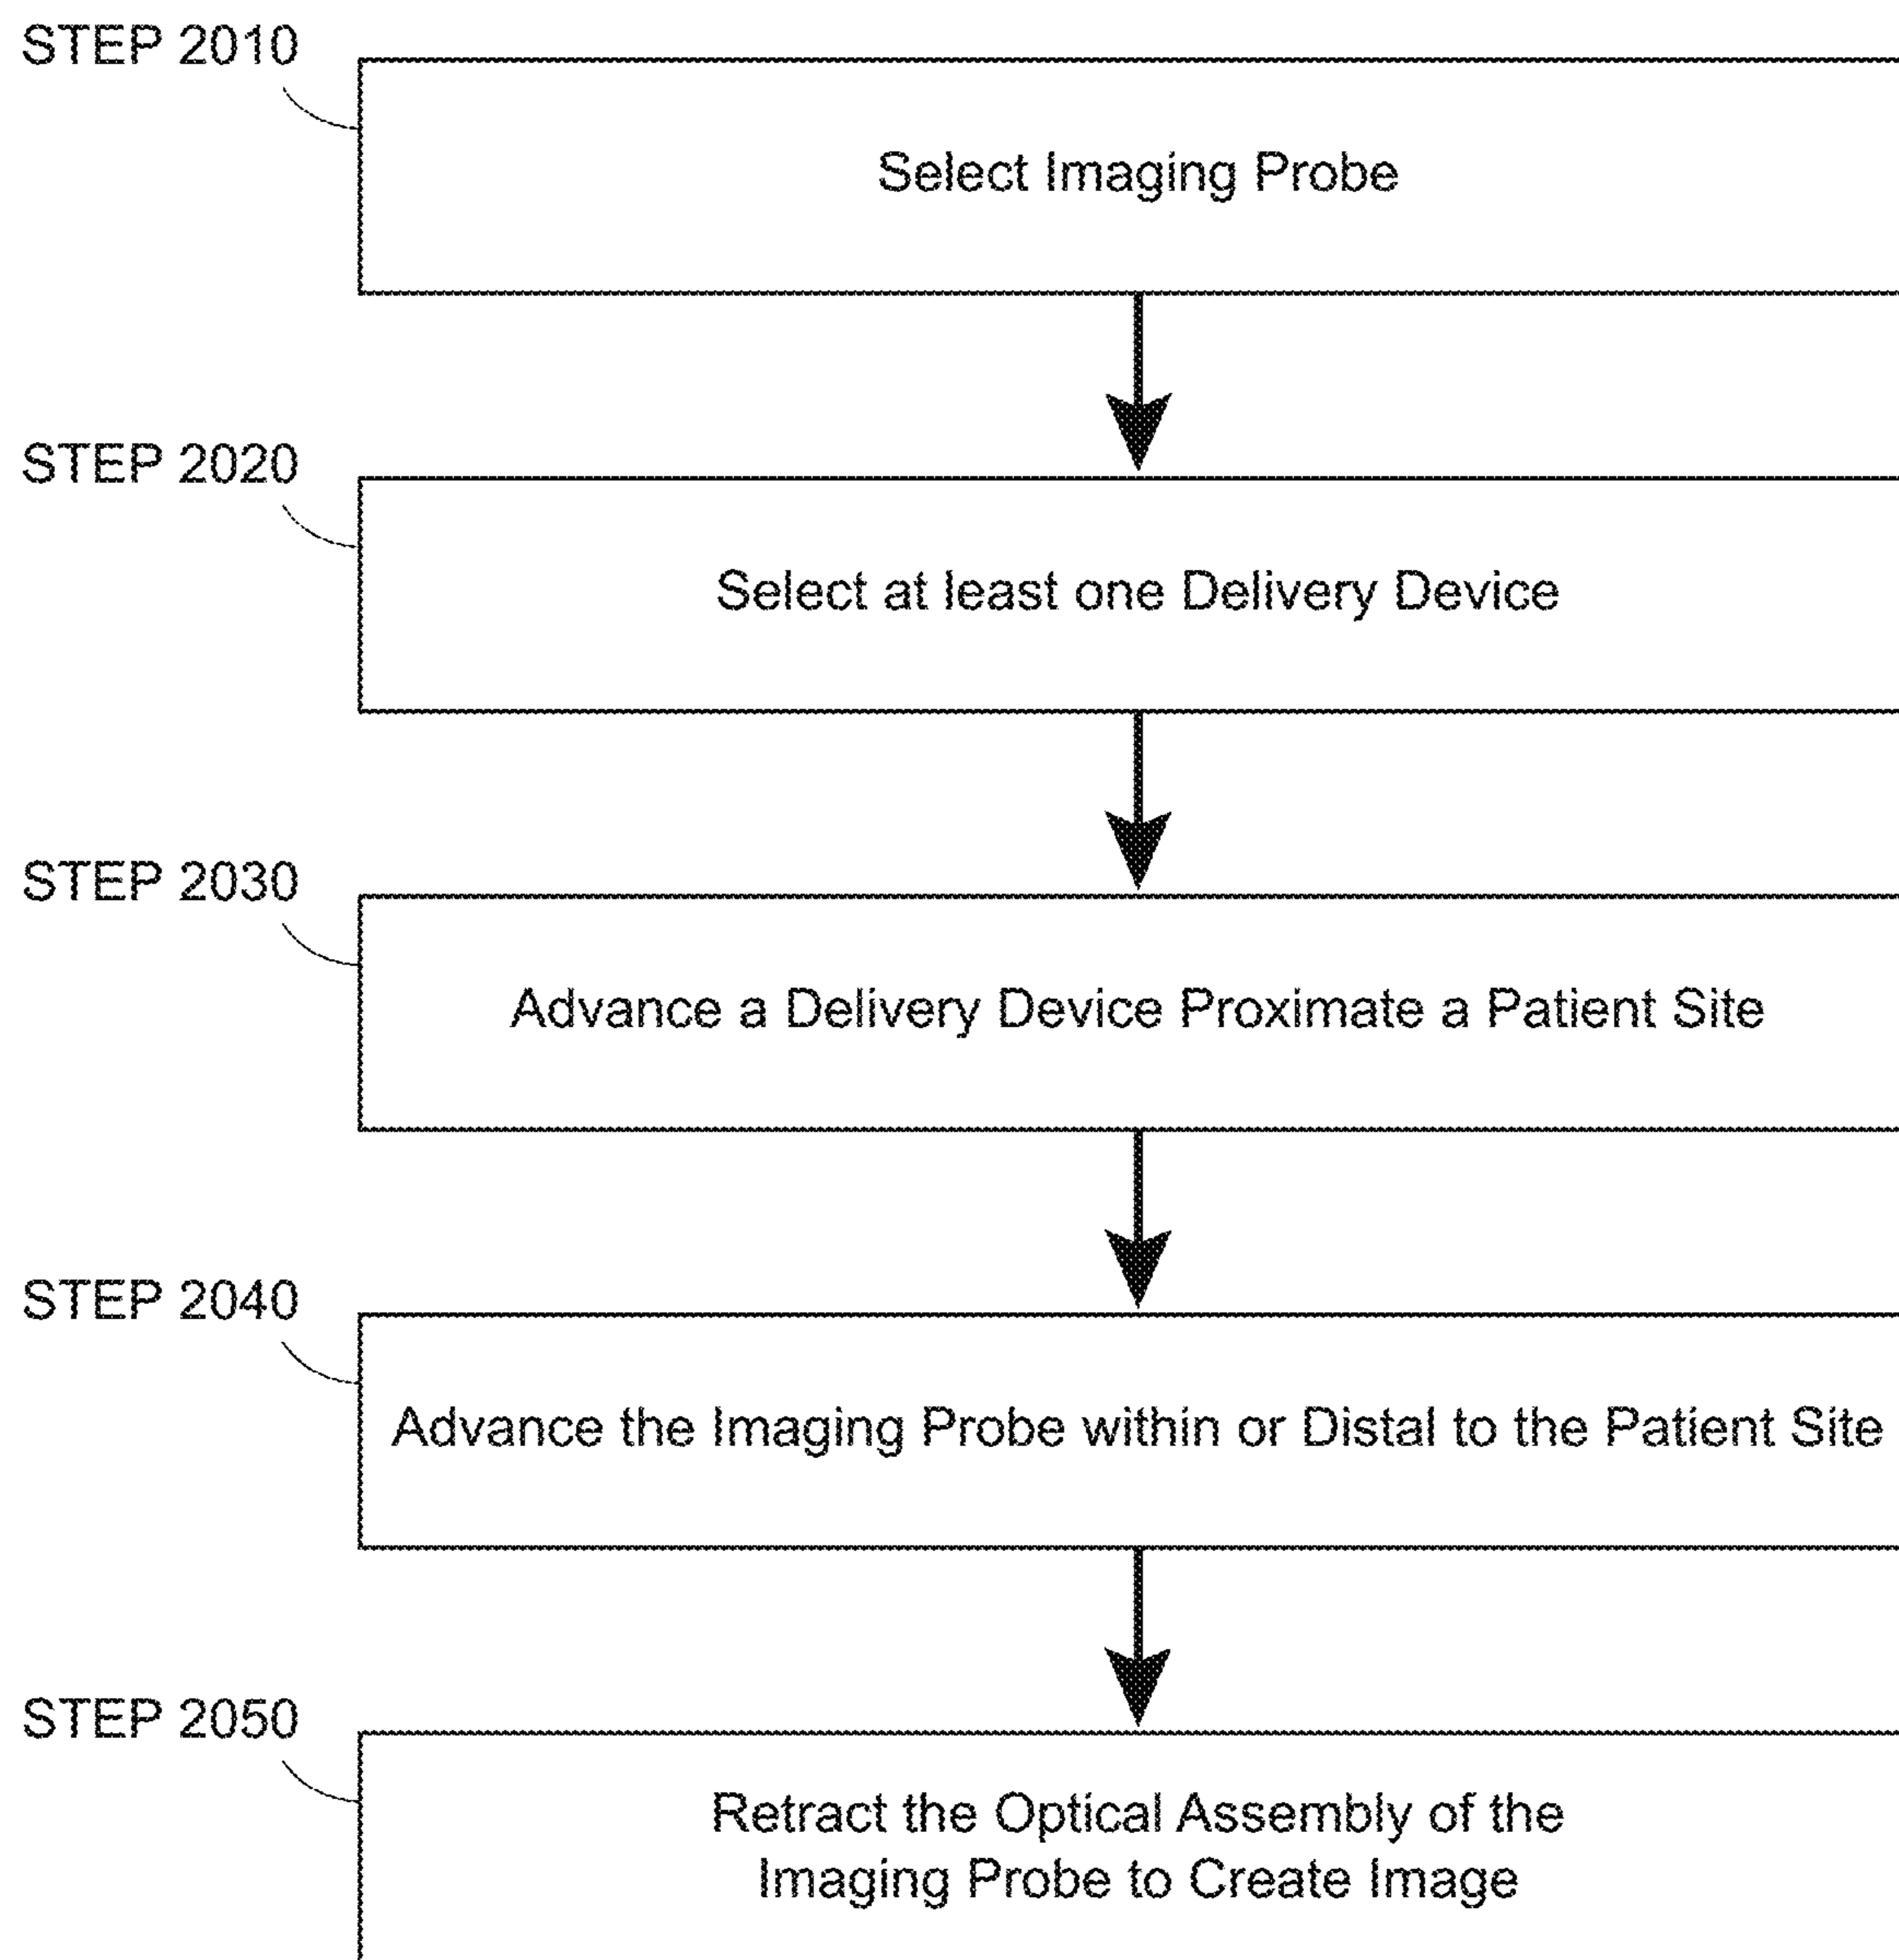 STEP 2010
Select Imaging Probe
STEP 2020
Select at least one Delivery Device
STEP 2030
Advance a Delivery Device Proximate a Patient Site
STEP 2040
Advance the Imaging Probe within or Distal to the Patient Site
STEP 2050
Retract the Optical Assembly of the
Imaging Probe to Create Image